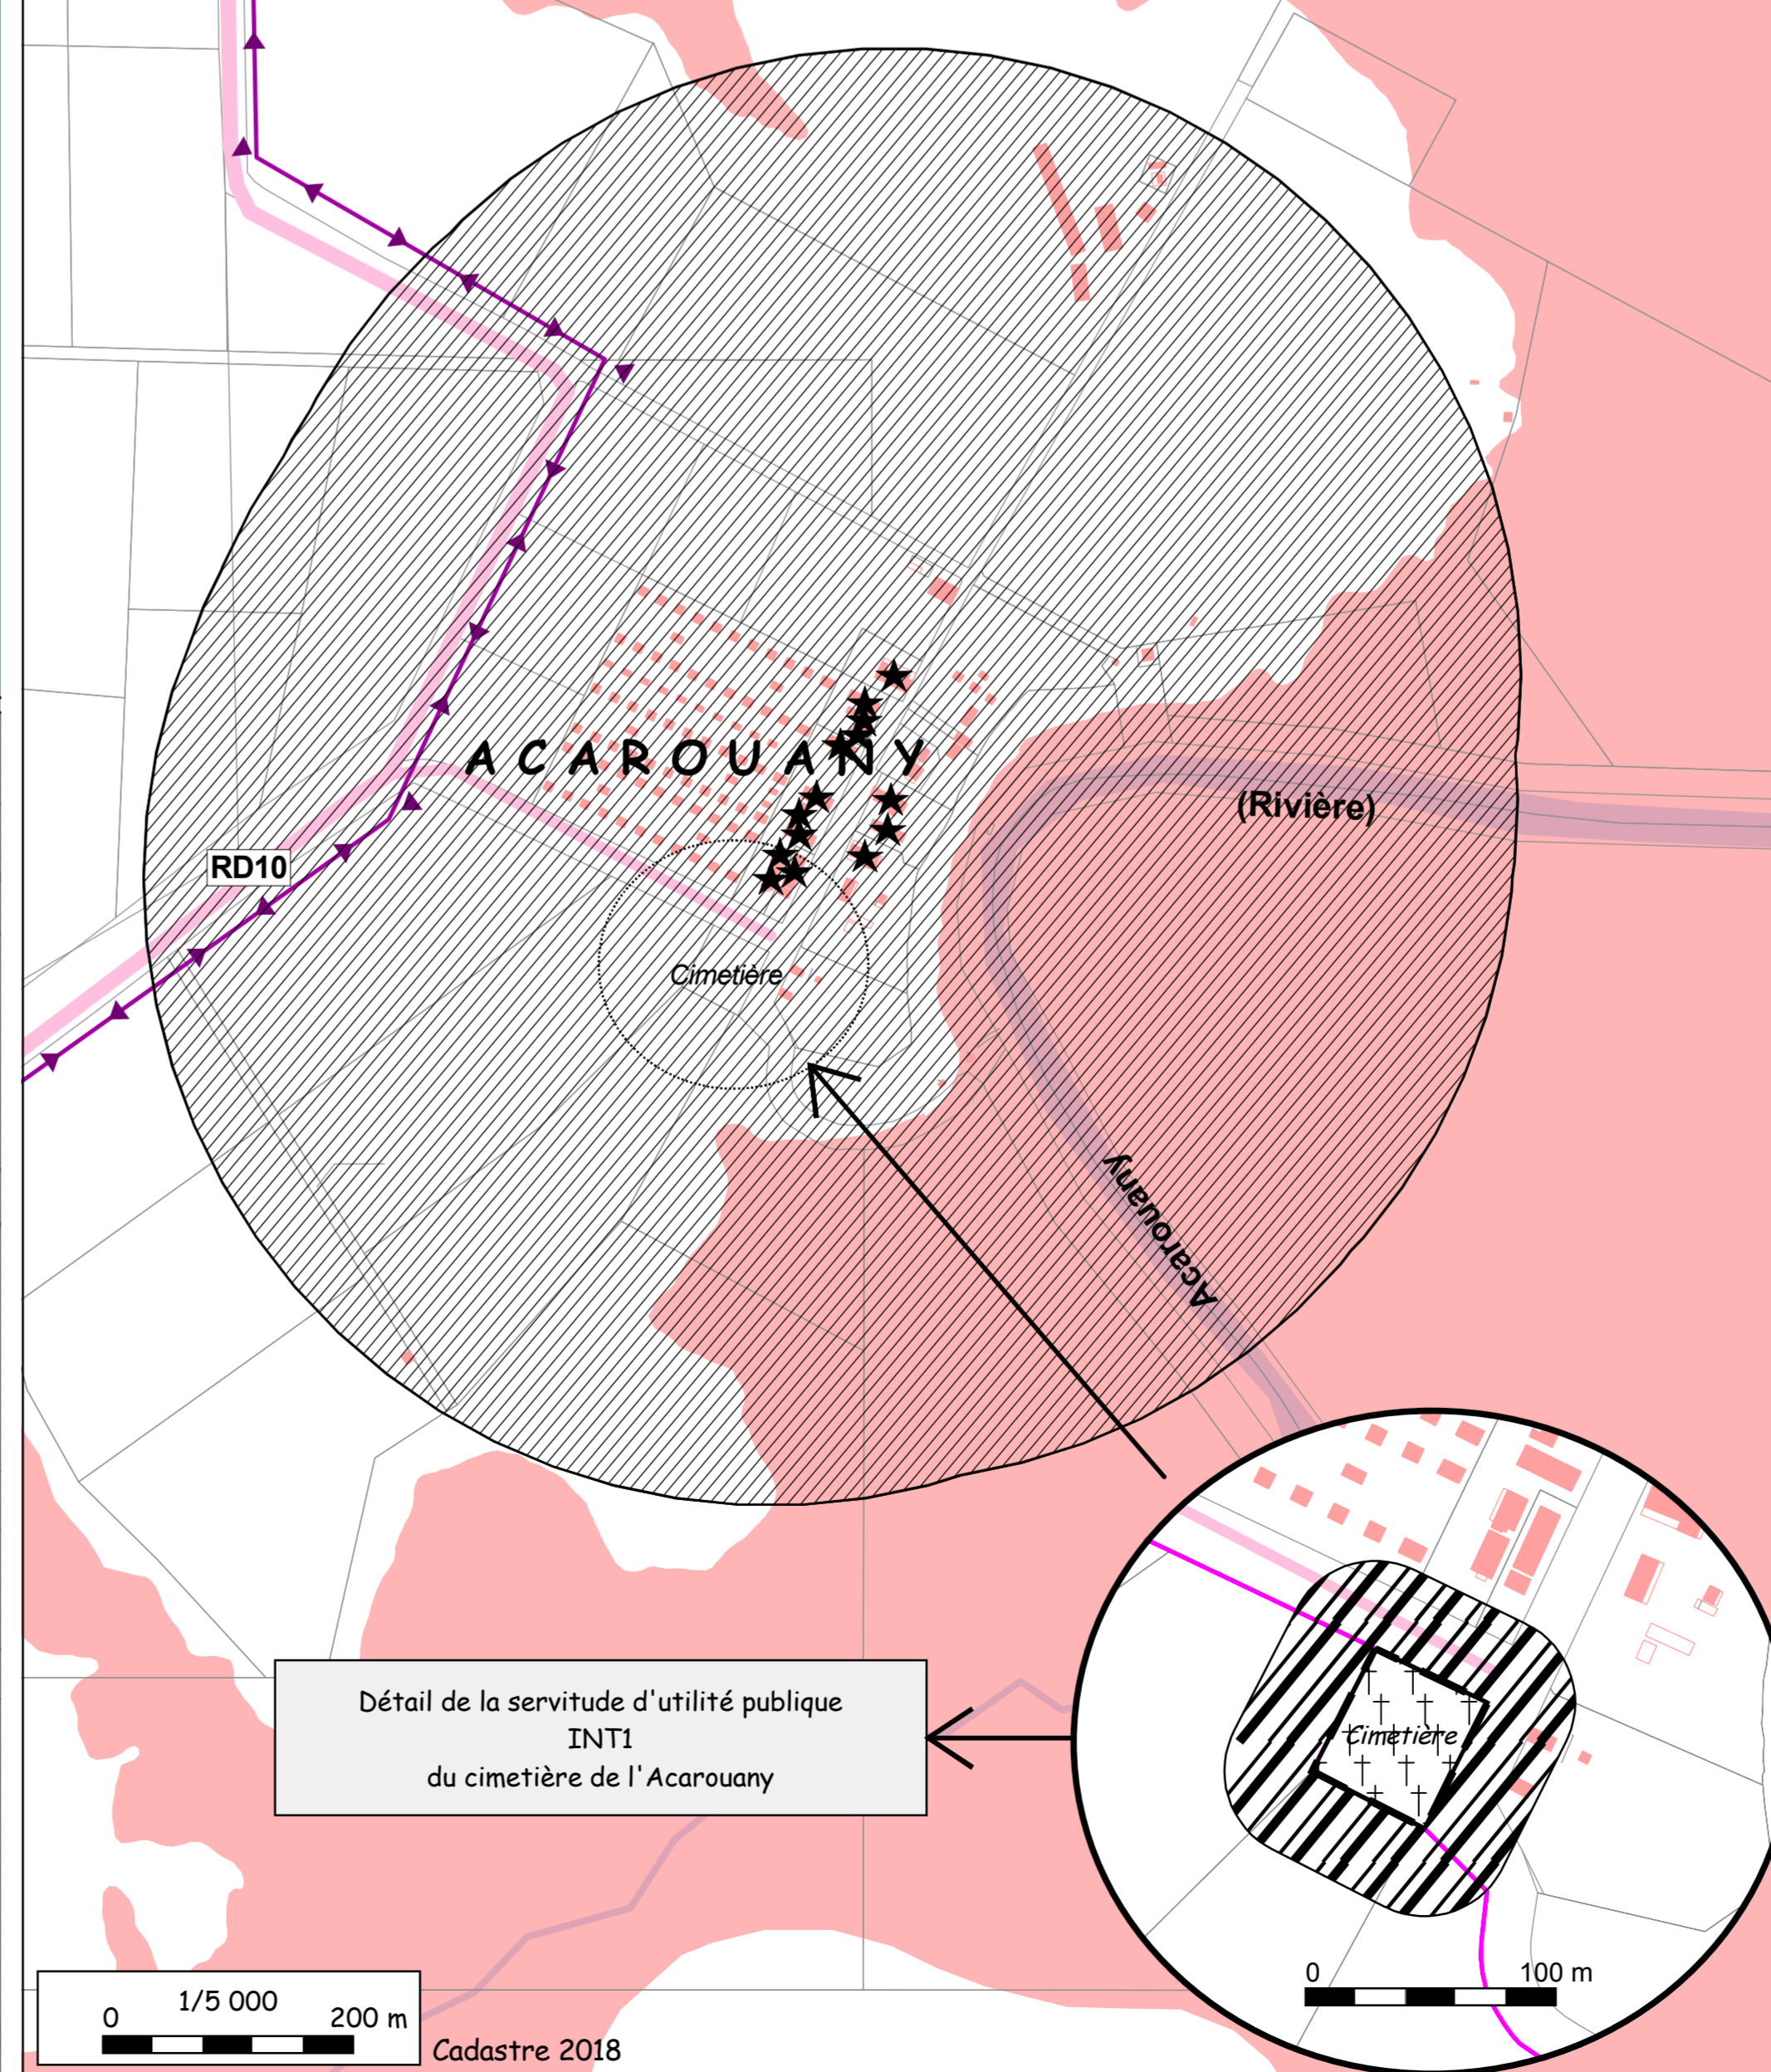 A C A R O U A N Y
(Rivière)
RD10
Cimetière
Acarouany
Détail de la servitude d'utilité publique
INT1
du cimetière de l'Acarouany
Cimetière
0 100 m
1/5 000
0 200 m
Cadastre 2018